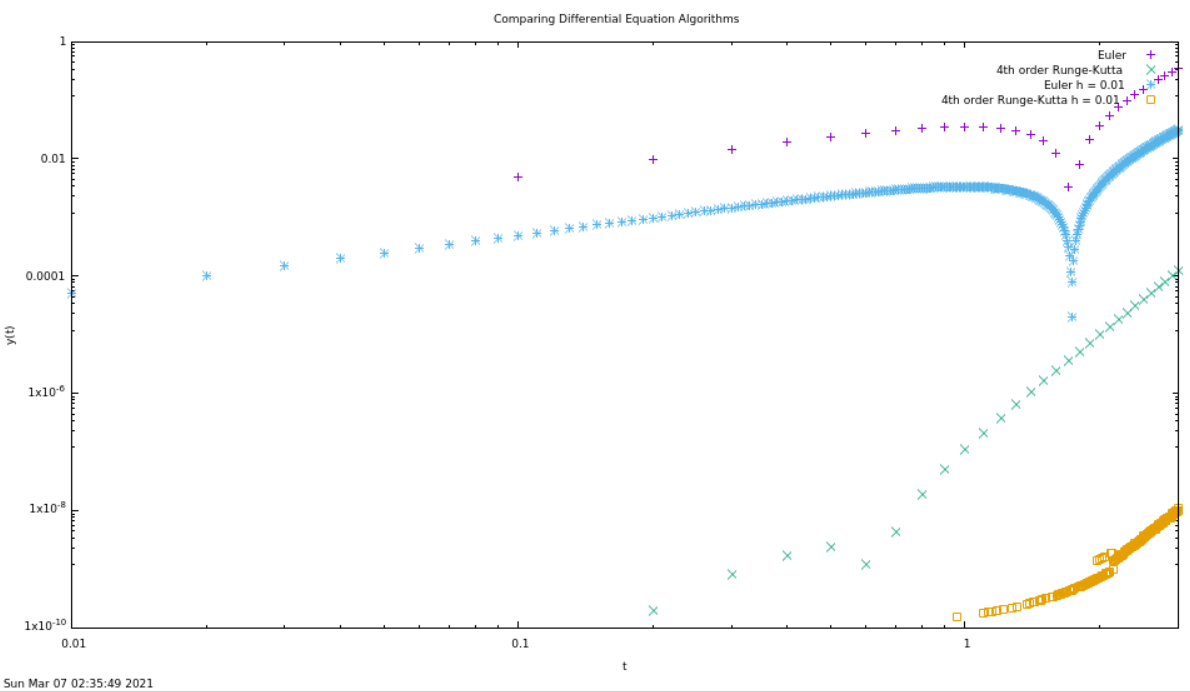 Comparing Differential Equation Algorithms
1
0.01
0.0001
1x10-6
1x10-8
1x10-10
y(t)
Euler
4th order Runge-Kutta
Euler h = 0.01
4th order Runge-Kutta h = 0.01
0.01
0.1
1
t
Sun Mar 07 02:35:49 2021